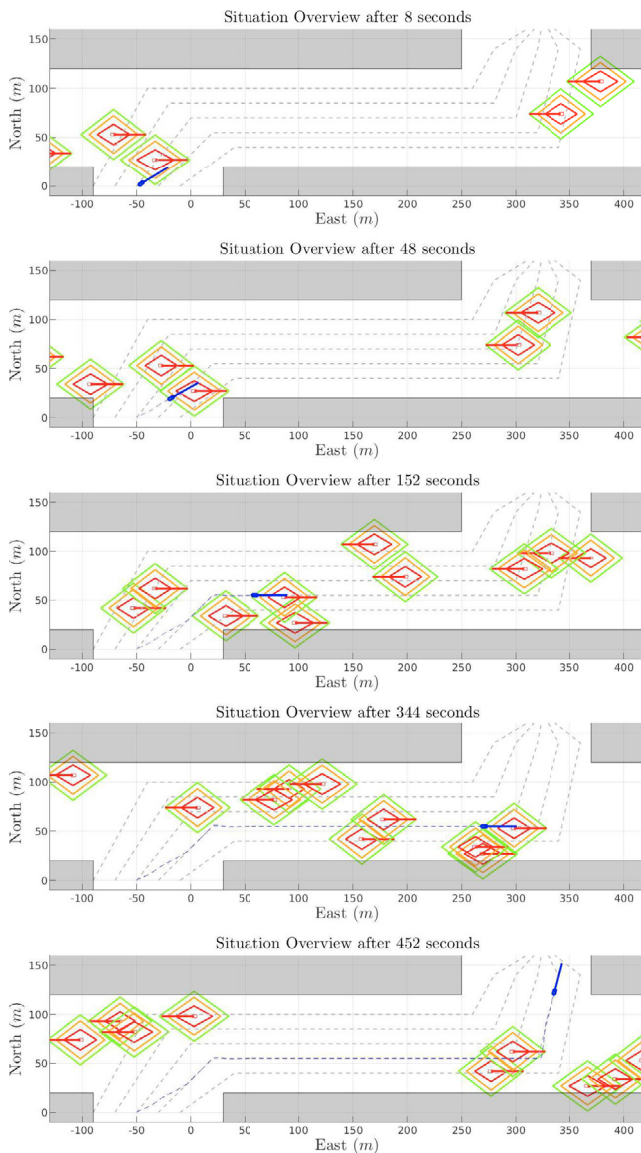 Situation Overview after 8 seconds
150
100
50
0
North (m)
-100 -50 0 50 100 150 200 250 300 350 400
East (m)
Situation Overview after 48 seconds
150
100
50
0
North (m)
-100 -50 0 50 100 150 200 250 300 350 400
East (m)
Situation Overview after 152 seconds
150
100
50
0
North (m)
-100 -50 0 50 100 150 200 250 300 350 400
East (m)
Situation Overview after 344 seconds
150
100
50
0
North (m)
-100 -50 0 50 100 150 200 250 300 350 400
East (m)
Situation Overview after 452 seconds
150
100
50
0
North (m)
-100 -50 0 50 100 150 200 250 300 350 400
East (m)